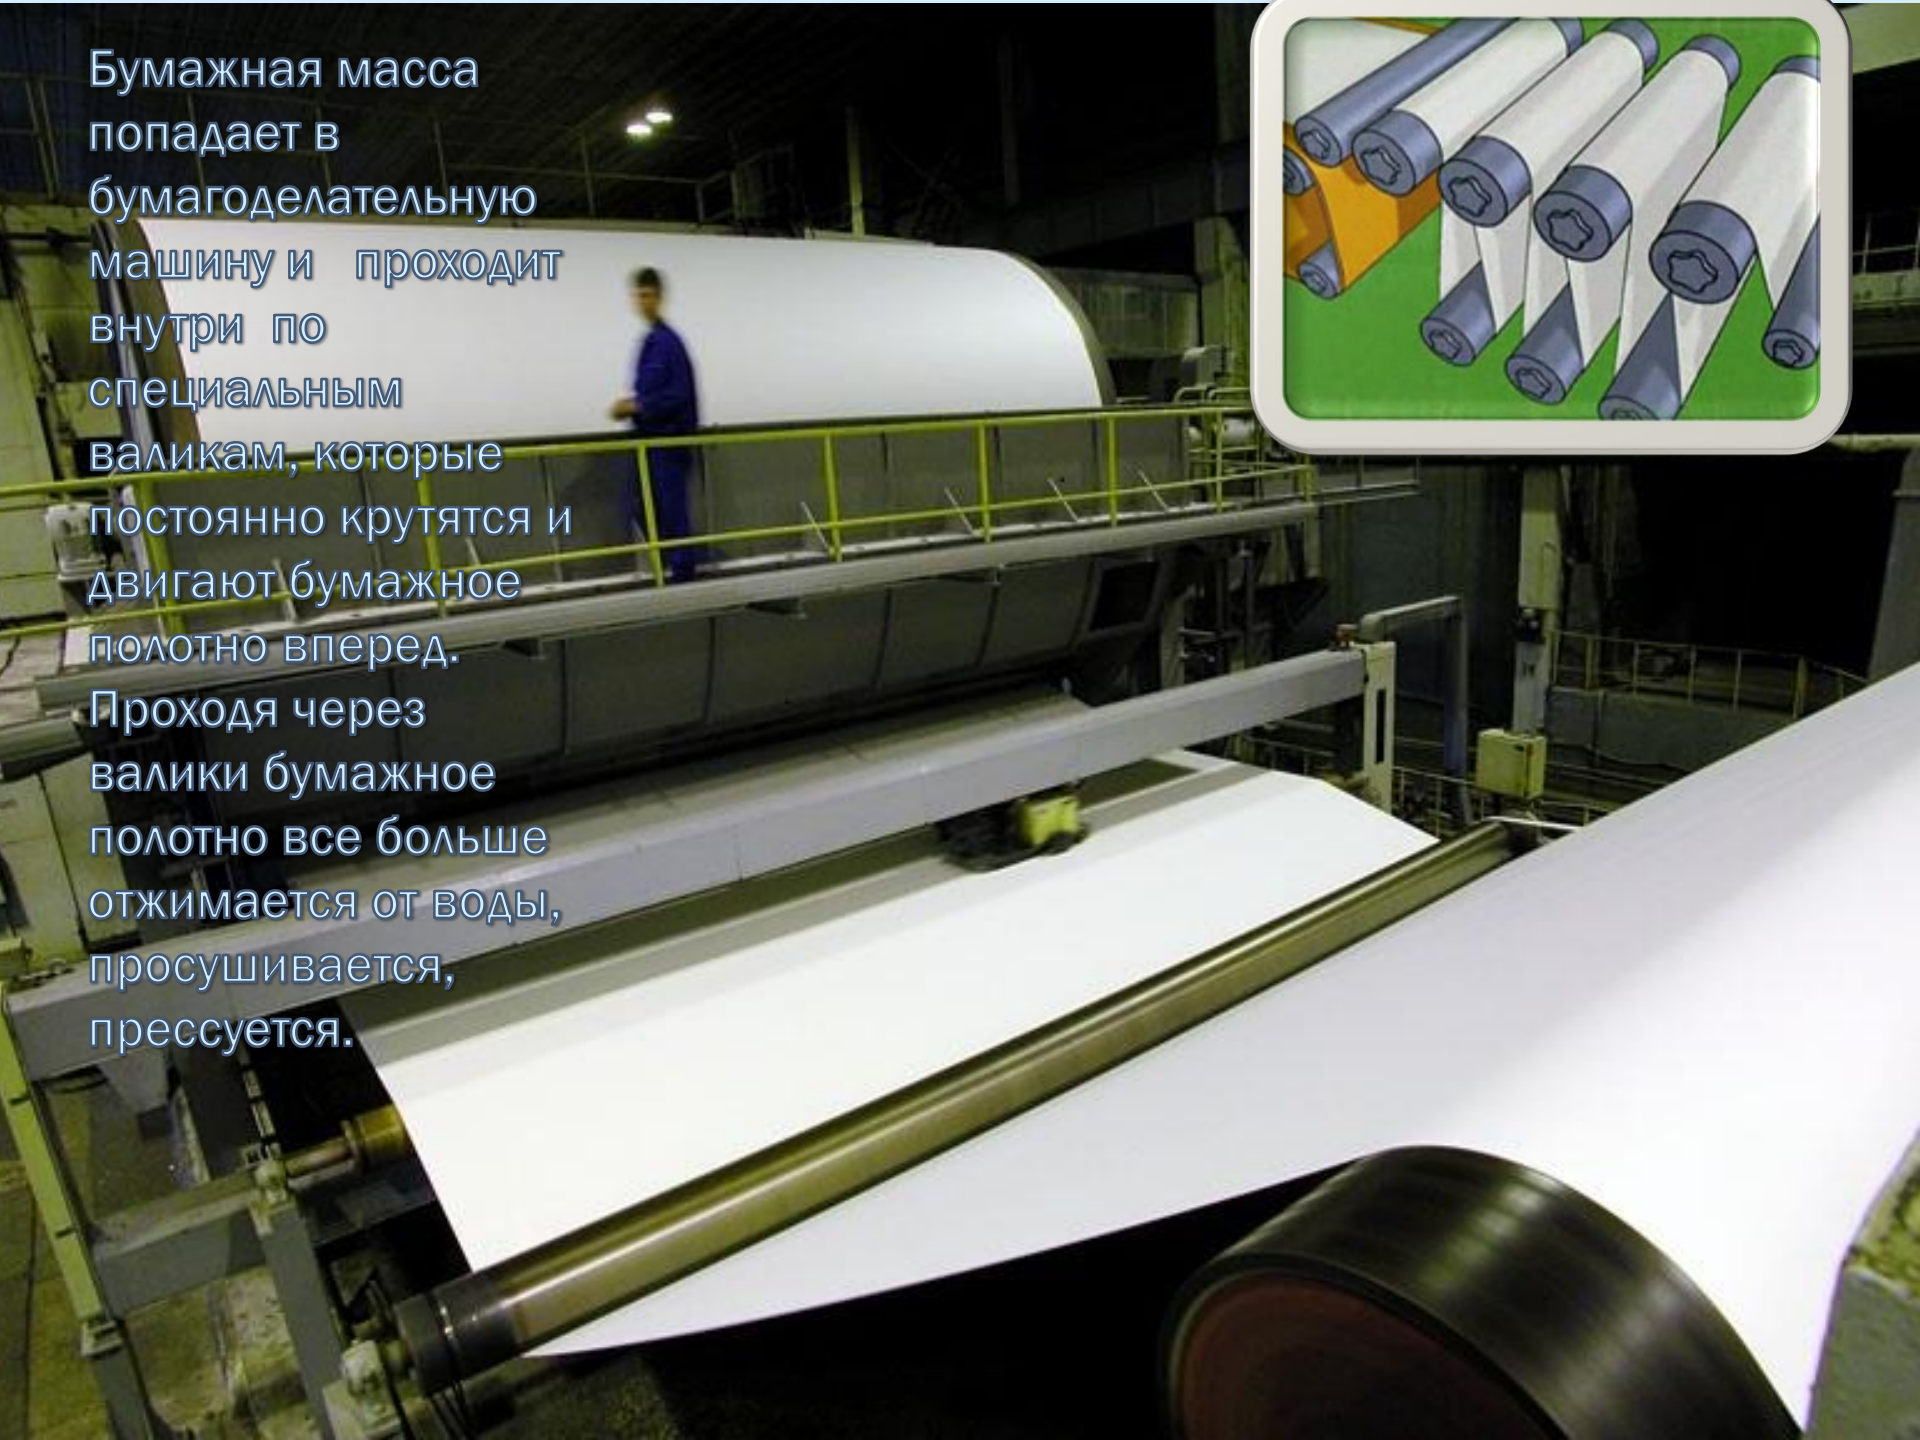 Бумажная масса
попадает в
бумагоделательную
машину и   проходит
внутри  по
специальным
валикам, которые
постоянно крутятся и
двигают бумажное
полотно вперед.
Проходя через
валики бумажное
полотно все больше
отжимается от воды,
просушивается,
прессуется.